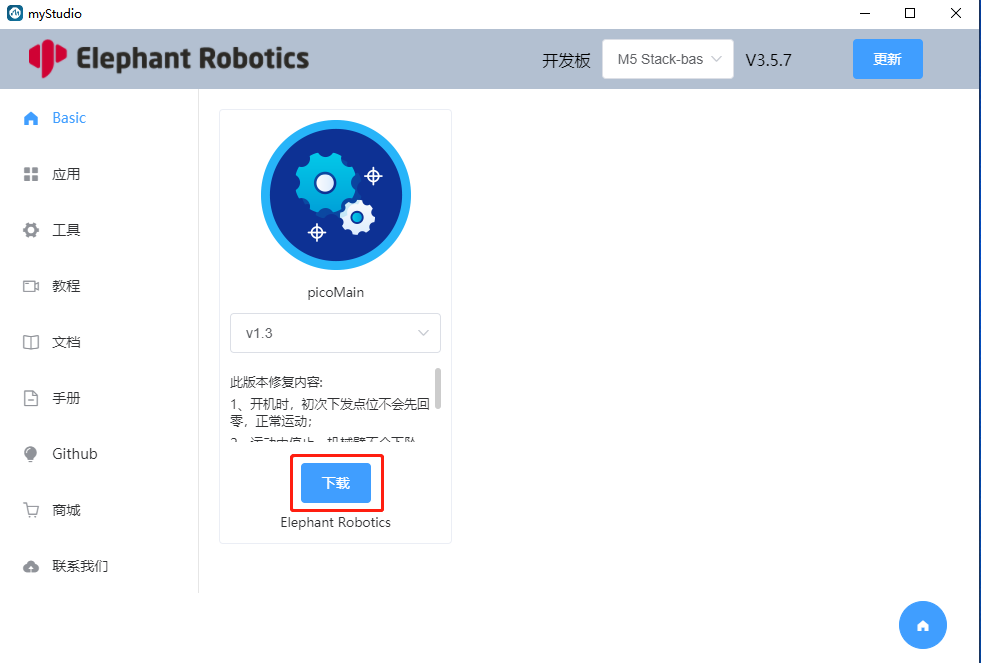 myStudio
Elephant Robotics
开发板
M5 Stack-bas
V3.5.7
更新
Basic
应用
工具
教程
文档
手册
Github
商城
联系我们
picoMain
v1.3
此版本修复内容:
1、开机时，初次下发点位不会先回
零，正常运动；
下载
Elephant Robotics